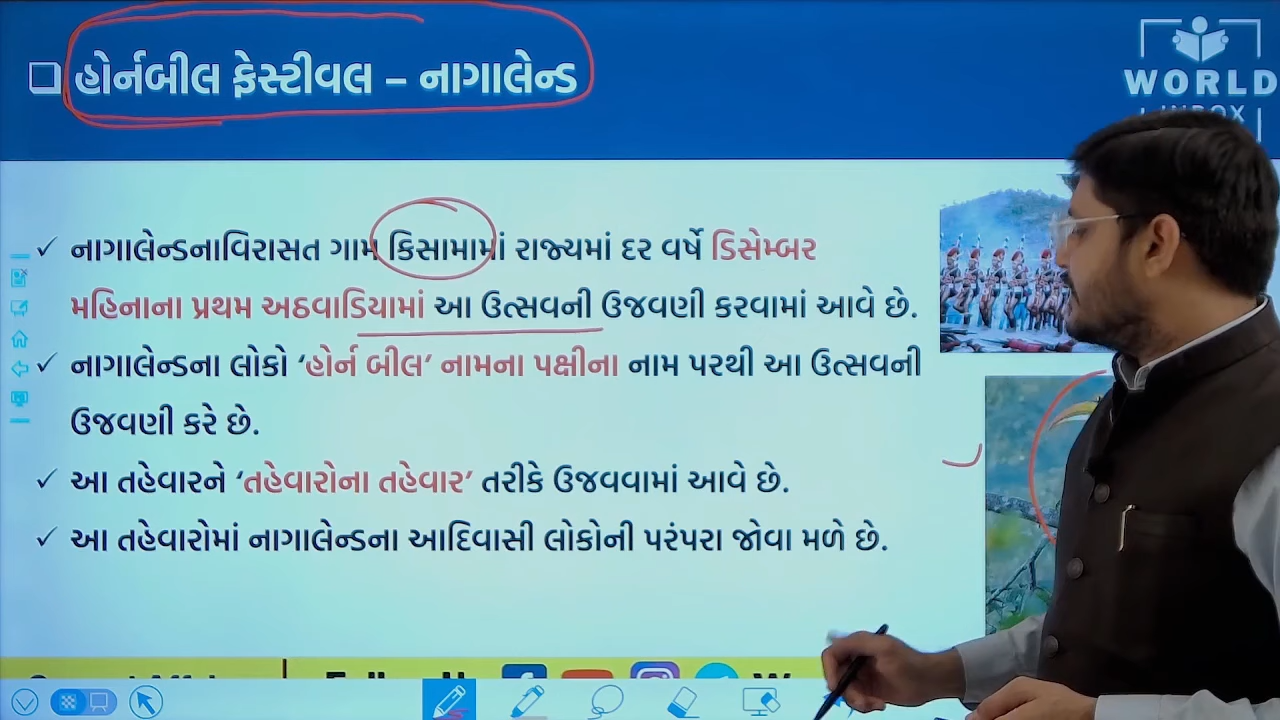 હોર્નબીલ ફેસ્ટીવલ – નાગાલેન્ડ
WORLD
INBOX
નાગાલેન્ડનાવિરાસત ગામ કિસામામાં રાજ્યમાં દર વર્ષે ડિસેમ્બર
મહિનાના પ્રથમ અઠવાડિયામાં આ ઉત્સવની ઉજવણી કરવામાં આવે છે.
નાગાલેન્ડના લોકો ‘હોર્ન બીલ‘ નામના પક્ષીના નામ પરથી આ ઉત્સવની
ઉજવણી કરે છે.
આ તહેવારને ‘તહેવારોના તહેવાર’ તરીકે ઉજવવામાં આવે છે.
આ તહેવારોમાં નાગાલેન્ડના આદિવાસી લોકોની પરંપરા જોવા મળે છે.